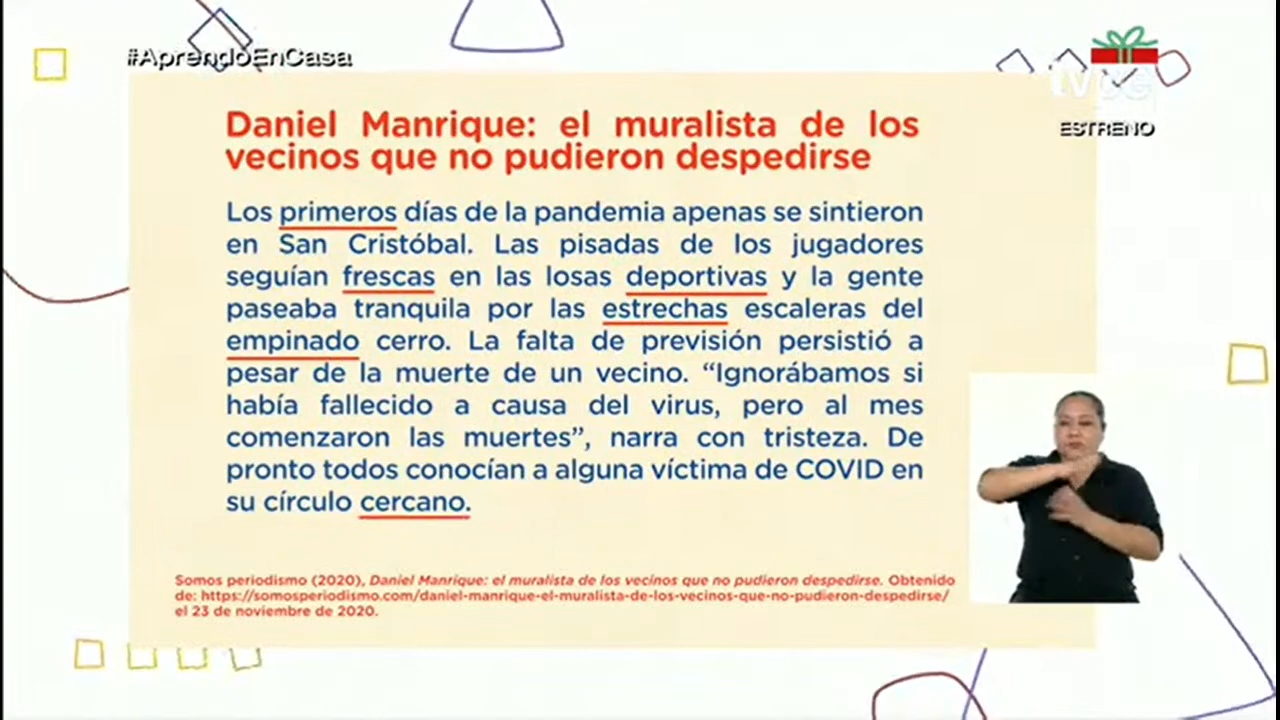 #AprendoEnCasa
tvpe
ESTRENO
Daniel Manrique: el muralista de los
vecinos que no pudieron despedirse
Los primeros días de la pandemia apenas se sintieron
en San Cristóbal. Las pisadas de los jugadores
seguían frescas en las losas deportivas y la gente
paseaba tranquila por las estrechas escaleras del
empinado cerro. La falta de previsión persistió a
pesar de la muerte de un vecino. “Ignorábamos si
había fallecido a causa del virus, pero al mes
comenzaron las muertes”, narra con tristeza. De
pronto todos conocían a alguna víctima de COVID en
su círculo cercano.
Somos periodismo (2020), Daniel Manrique: el muralista de los vecinos que no pudieron despedirse. Obtenido
de: https://somosperiodismo.com/daniel-manrique-el-muralista-de-los-vecinos-que-no-pudieron-despedirse/
el 23 de noviembre de 2020.